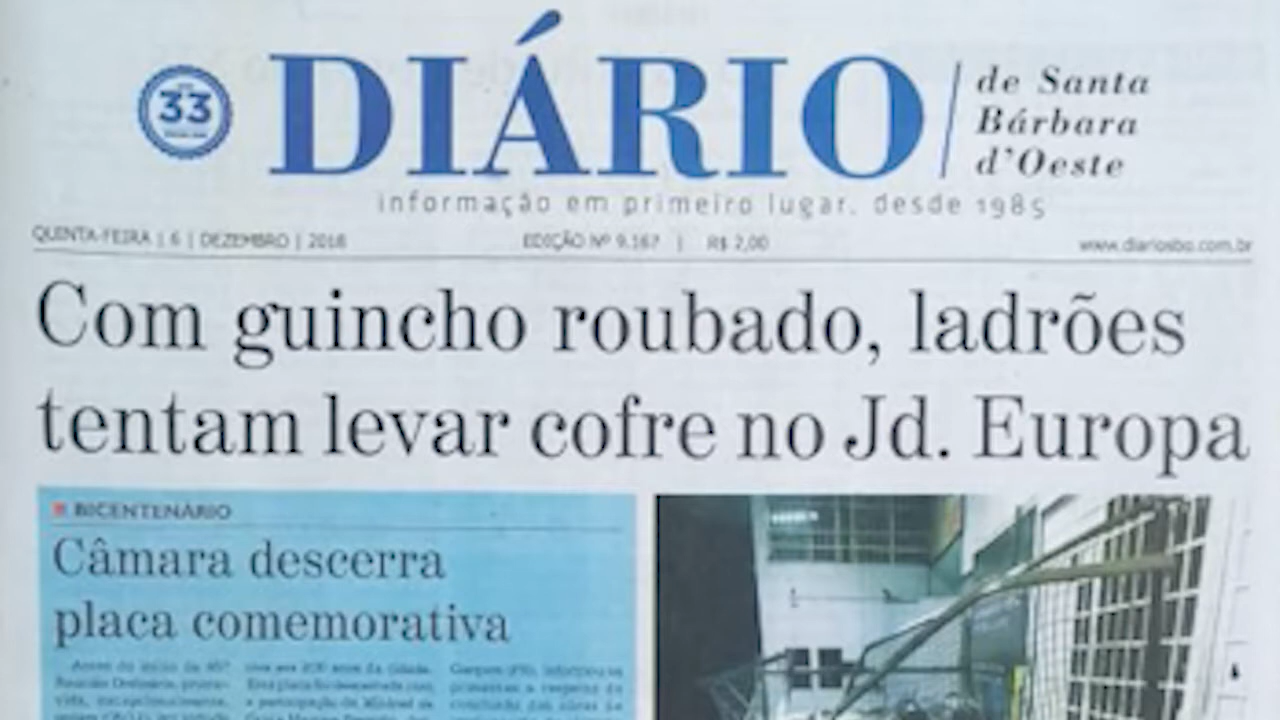 33
DIÁRIO
de Santa
Bárbara
d'Oeste
informação em primeiro lugar. desde 1985
QUINTA-FEIRA | 6 | DEZEMBRO | 2018
EDIÇÃO Nº 9.167 | R$ 2,00
www.diariosbo.com.br
Com guincho roubado, ladrões
tentam levar cofre no Jd. Europa
BICENTENÁRIO
Câmara descerra
placa comemorativa